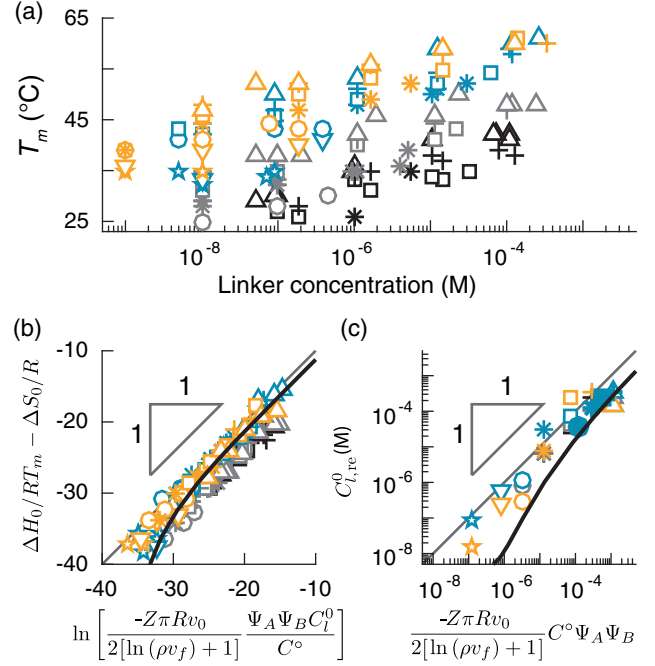 (a)
T_m (°C)
65
45
25
10^-8
10^-6
10^-4
Linker concentration (M)
(b)
ΔH_0/RT_m − ΔS_0/R
-10
-20
-30
-40
1
1
-40
-30
-20
-10
ln [ -ZπRv_0 / 2[ln (ρv_f) + 1] Ψ_AΨ_BC_l^0 / C° ]
(c)
C_{l,re}^0 (M)
10^-4
10^-6
10^-8
1
1
10^-8
10^-6
10^-4
-ZπRv_0 / 2[ln (ρv_f) + 1] C°Ψ_AΨ_B